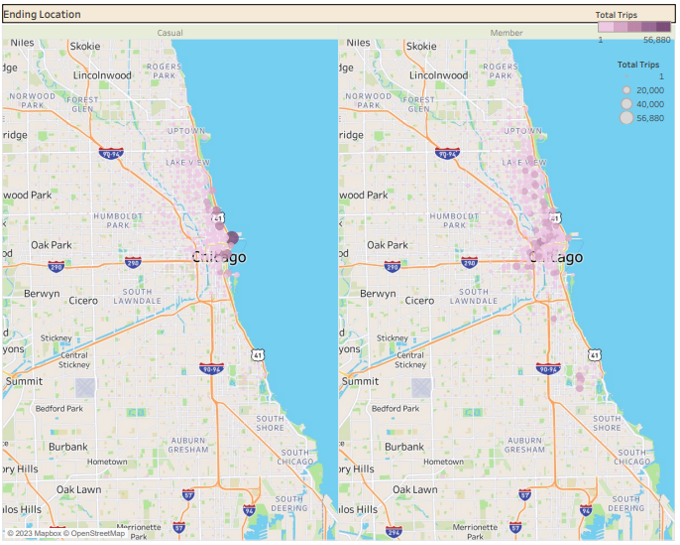 Ending Location
Total Trips
1
56,880
Total Trips
1
20,000
40,000
56,880
Casual
Member
Niles
Skokie
ROGERS
PARK
Lincolnwood
NORWOOD
PARK
FOREST
GLEN
UPTOWN
90-94
LAKE VIEW
wood Park
HUMBOLDT
PARK
41
Oak Park
Chicago
290
290
Berwyn
Cicero
SOUTH
LAWNDALE
Stickney
yons
Central
Stickney
41
90-94
Summit
Bedford Park
SOUTH
SHORE
Burbank
AUBURN
GRESHAM
Hometown
SOUTH
CHICAGO
ory Hills
Oak Lawn
57
94
SOUTH
DEERING
los Hills
57
Merrionette
Park
© 2023 Mapbox © OpenStreetMap
Niles
Skokie
ROGERS
PARK
Lincolnwood
NORWOOD
PARK
FOREST
GLEN
UPTOWN
ridge
90-94
LAKE VIEW
wood Park
HUMBOLDT
PARK
41
Oak Park
Chicago
290
290
Berwyn
Cicero
SOUTH
LAWNDALE
Stickney
yons
Central
Stickney
41
90-94
Summit
Bedford Park
SOUTH
SHORE
Burbank
AUBURN
GRESHAM
Hometown
SOUTH
CHICAGO
ory Hills
Oak Lawn
57
94
SOUTH
DEERING
los Hills
294
57
Merrionette
Park